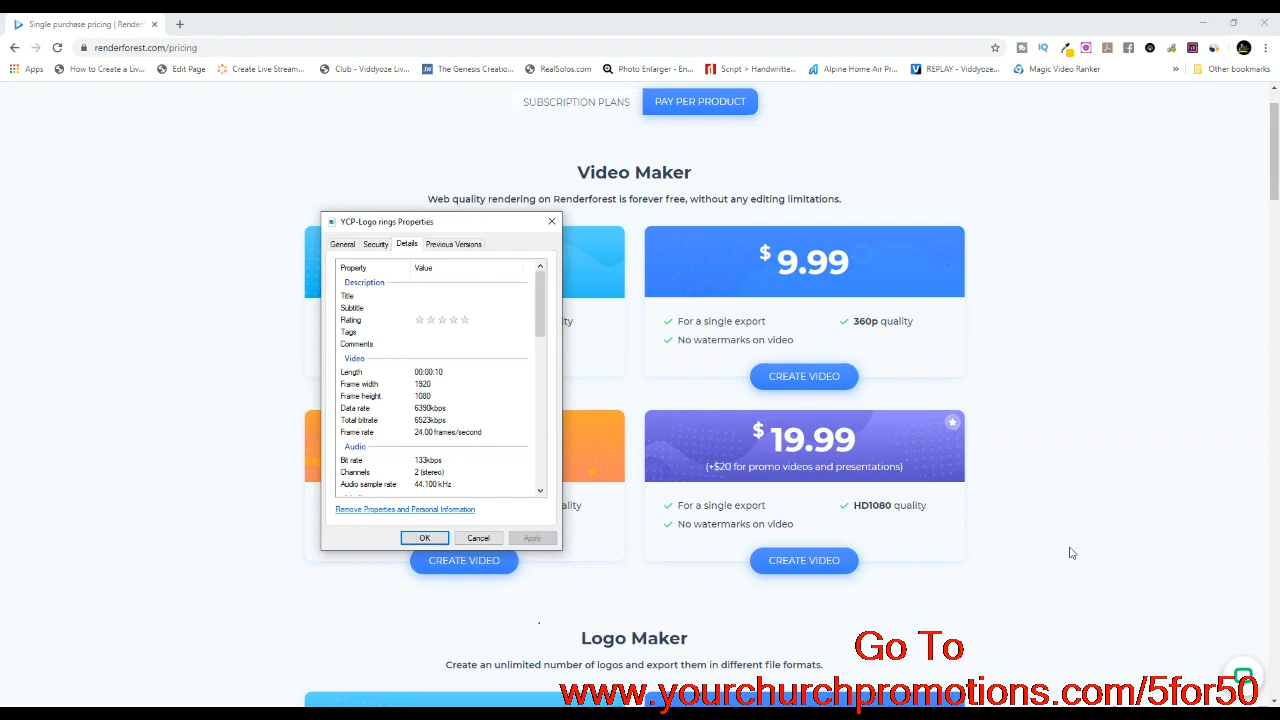 Single purchase pricing | Renderf
renderforest.com/pricing
Apps
How to Create a Liv...
Edit Page
Create Live Stream...
Club - Viddyoze Liv...
The Genesis Creatio...
RealSolos.com
Photo Enlarger - En...
Script > Handwritte...
Alpine Home Air Pr...
REPLAY - Viddyoze...
Magic Video Ranker
»
Other bookmarks
SUBSCRIPTION PLANS
PAY PER PRODUCT
Video Maker
Web quality rendering on Renderforest is forever free, without any editing limitations.
YCP-Logo rings Properties
General
Security
Details
Previous Versions
Property
Value
Description
Title
Subtitle
Rating
Tags
Comments
Video
Length 00:00:10
Frame width 1920
Frame height 1080
Data rate 6390kbps
Total bitrate 6523kbps
Frame rate 24.00 frames/second
Audio
Bit rate 133kbps
Channels 2 (stereo)
Audio sample rate 44.100 kHz
Remove Properties and Personal Information
OK
Cancel
Apply
ity
$ 9.99
For a single export
360p quality
No watermarks on video
CREATE VIDEO
ality
CREATE VIDEO
$ 19.99
(+$20 for promo videos and presentations)
For a single export
HD1080 quality
No watermarks on video
CREATE VIDEO
Logo Maker
Create an unlimited number of logos and export them in different file formats.
Go To
www.yourchurchpromotions.com/5for50